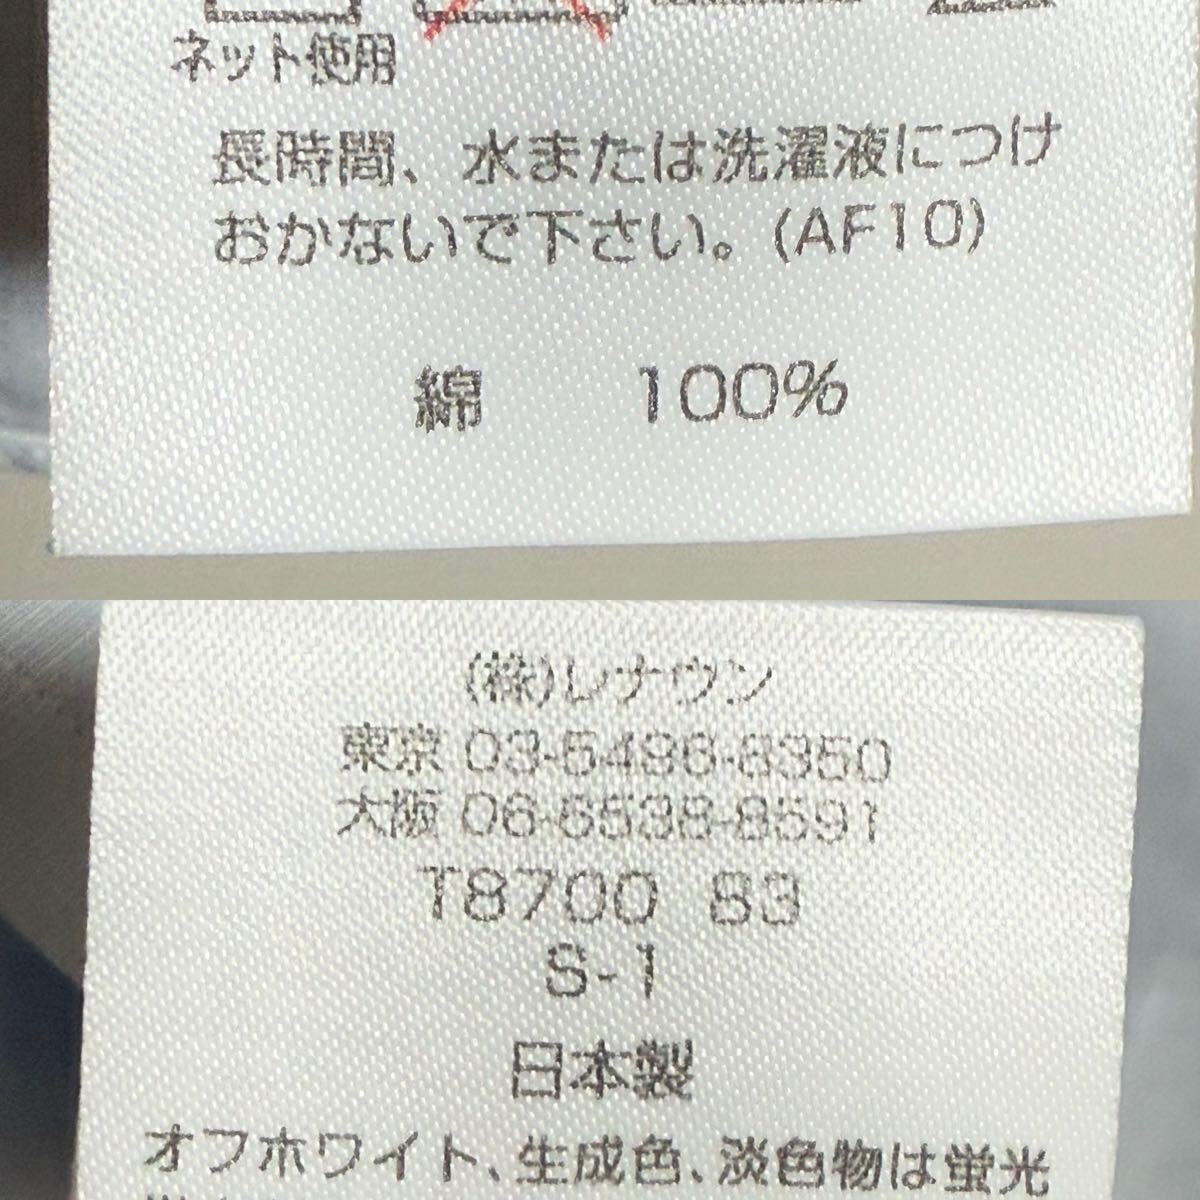 ネット使用
長時間、水または洗濯液につけ
おかないで下さい。(AF10)
綿 100%
(株)レナウン
東京 03-5486-8350
大阪 06-6538-8591
T8700 83
S-1
日本製
オフホワイト、生成色、淡色物は蛍光